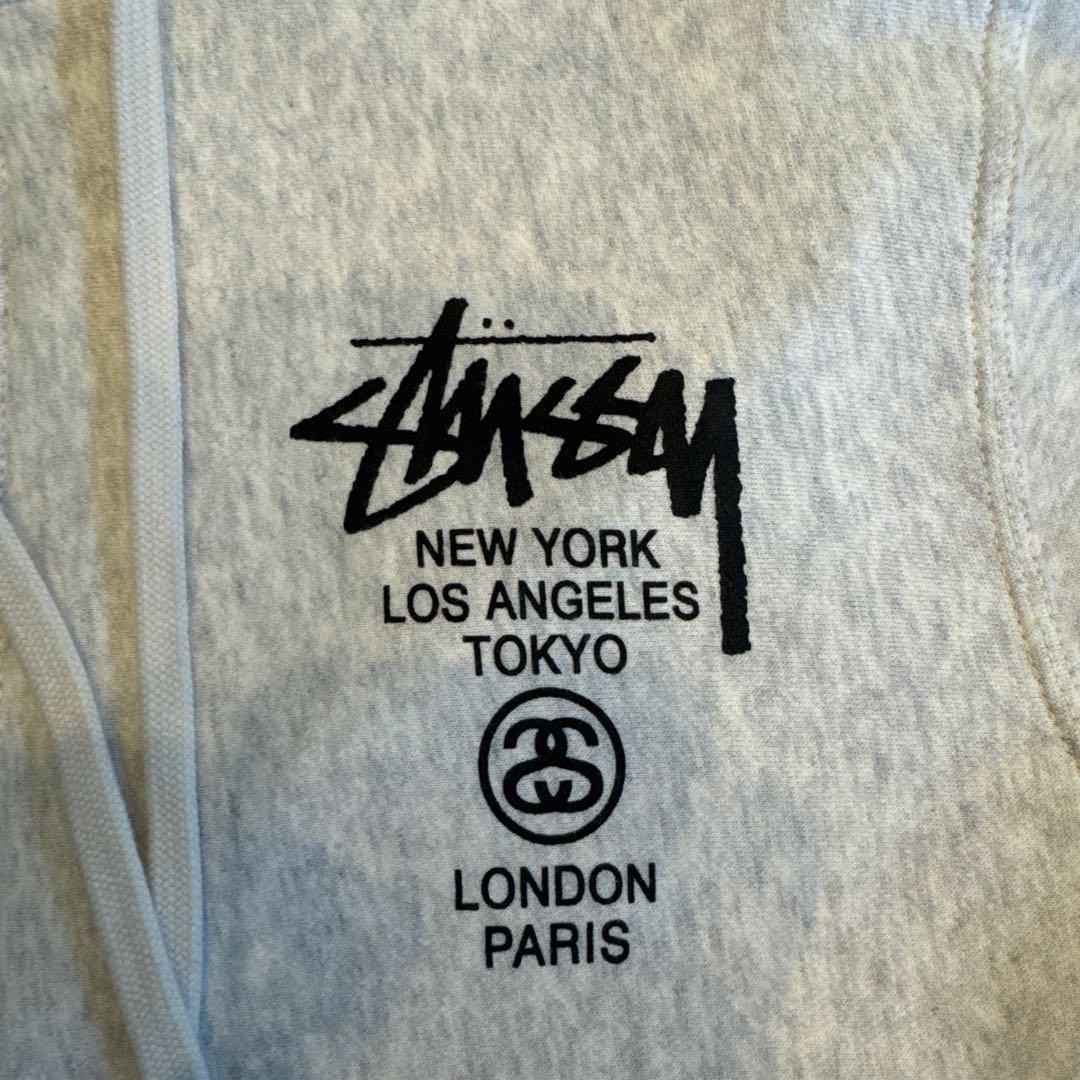 Stüssy
NEW YORK
LOS ANGELES
TOKYO
LONDON
PARIS